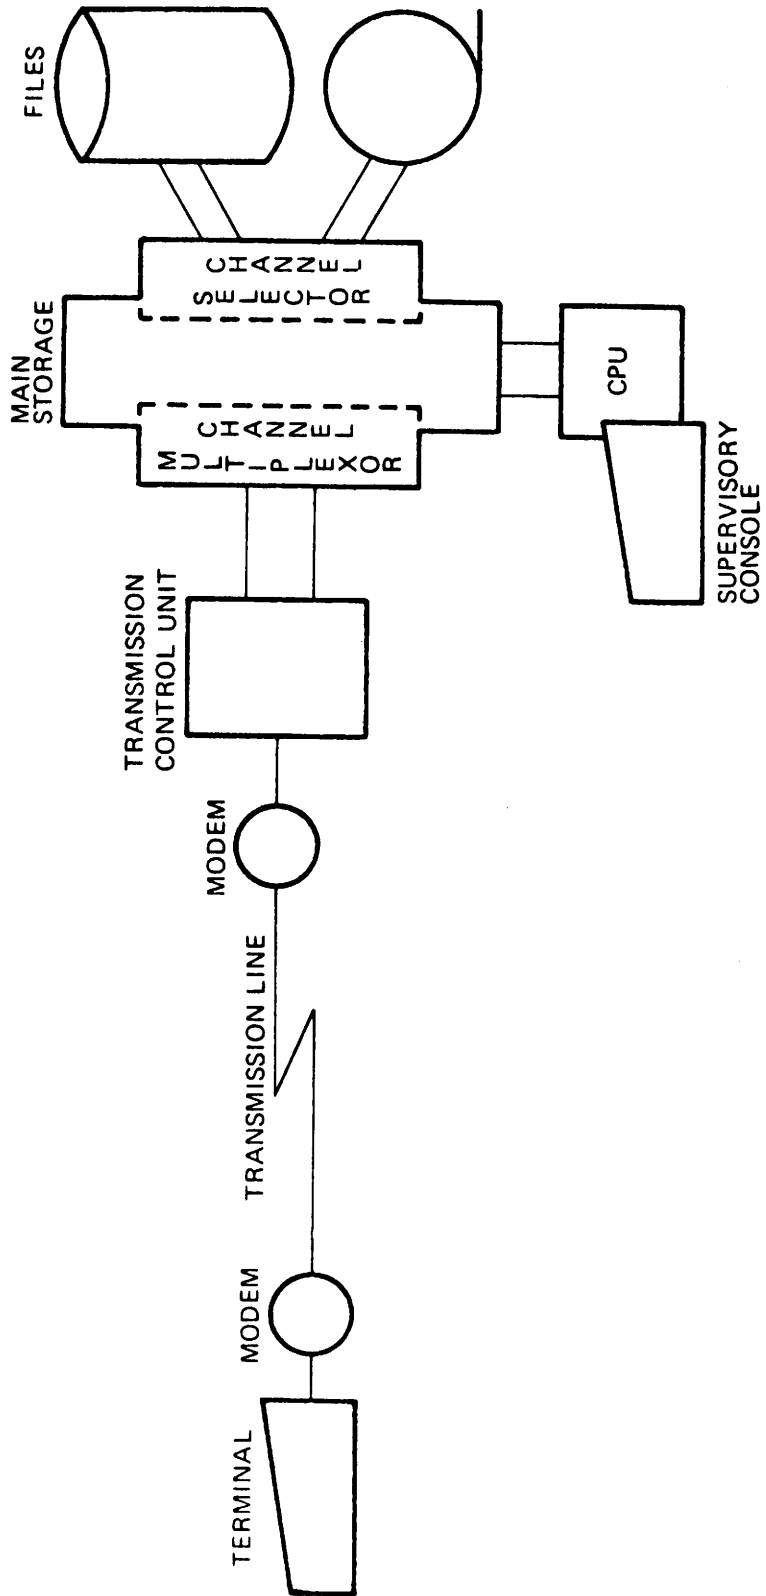 TERMINAL
MODEM
TRANSMISSION LINE
MODEM
TRANSMISSION
CONTROL UNIT
MAIN
STORAGE
MULTIPLEXOR
CHANNEL
SELECTOR
CHANNEL
FILES
CPU
SUPERVISORY
CONSOLE